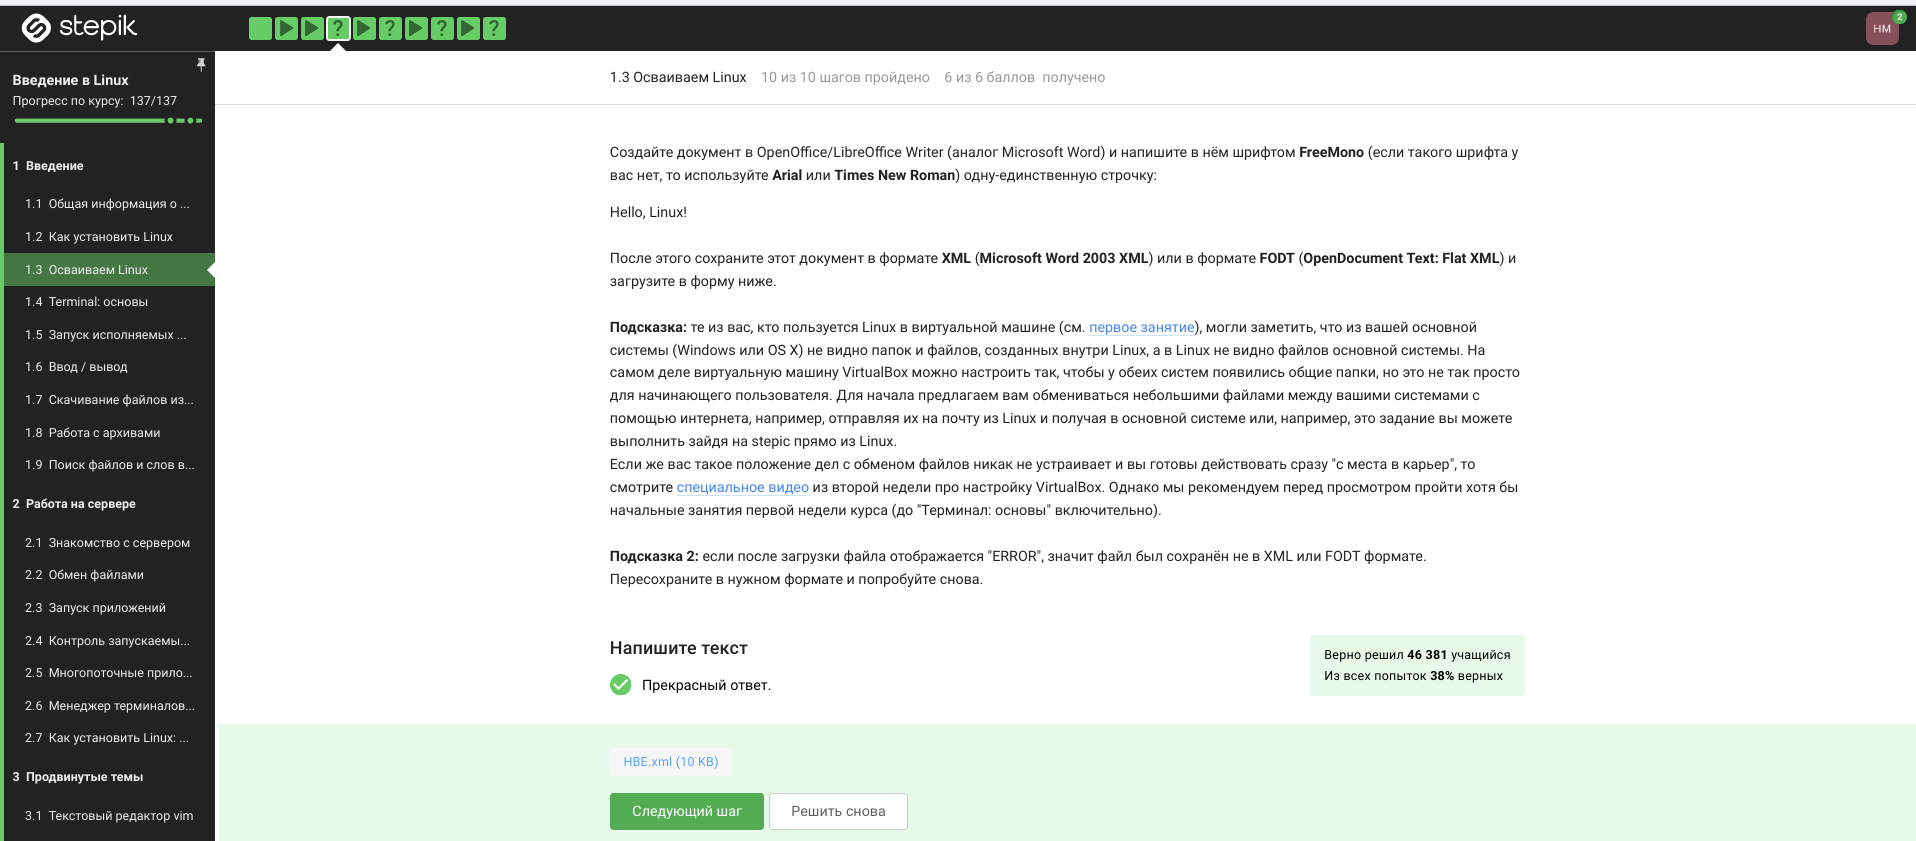 stepik
? ? ? ?
HM
2
Введение в Linux
Прогресс по курсу: 137/137
1 Введение
1.1 Общая информация о ...
1.2 Как установить Linux
1.3 Осваиваем Linux
1.4 Terminal: основы
1.5 Запуск исполняемых ...
1.6 Ввод / вывод
1.7 Скачивание файлов из...
1.8 Работа с архивами
1.9 Поиск файлов и слов в...
2 Работа на сервере
2.1 Знакомство с сервером
2.2 Обмен файлами
2.3 Запуск приложений
2.4 Контроль запускаемы...
2.5 Многопоточные прило...
2.6 Менеджер терминалов...
2.7 Как установить Linux: ...
3 Продвинутые темы
3.1 Текстовый редактор vim
1.3 Осваиваем Linux 10 из 10 шагов пройдено 6 из 6 баллов получено
Создайте документ в OpenOffice/LibreOffice Writer (аналог Microsoft Word) и напишите в нём шрифтом FreeMono (если такого шрифта у
вас нет, то используйте Arial или Times New Roman) одну-единственную строчку:
Hello, Linux!
После этого сохраните этот документ в формате XML (Microsoft Word 2003 XML) или в формате FODT (OpenDocument Text: Flat XML) и
загрузите в форму ниже.
Подсказка: те из вас, кто пользуется Linux в виртуальной машине (см. первое занятие), могли заметить, что из вашей основной
системы (Windows или OS X) не видно папок и файлов, созданных внутри Linux, а в Linux не видно файлов основной системы. На
самом деле виртуальную машину VirtualBox можно настроить так, чтобы у обеих систем появились общие папки, но это не так просто
для начинающего пользователя. Для начала предлагаем вам обмениваться небольшими файлами между вашими системами с
помощью интернета, например, отправляя их на почту из Linux и получая в основной системе или, например, это задание вы можете
выполнить зайдя на stepic прямо из Linux.
Если же вас такое положение дел с обменом файлов никак не устраивает и вы готовы действовать сразу "с места в карьер", то
смотрите специальное видео из второй недели про настройку VirtualBox. Однако мы рекомендуем перед просмотром пройти хотя бы
начальные занятия первой недели курса (до "Терминал: основы" включительно).
Подсказка 2: если после загрузки файла отображается "ERROR", значит файл был сохранён не в XML или FODT формате.
Пересохраните в нужном формате и попробуйте снова.
Напишите текст
Прекрасный ответ.
Верно решил 46 381 учащийся
Из всех попыток 38% верных
HBE.xml (10 KB)
Следующий шаг
Решить снова